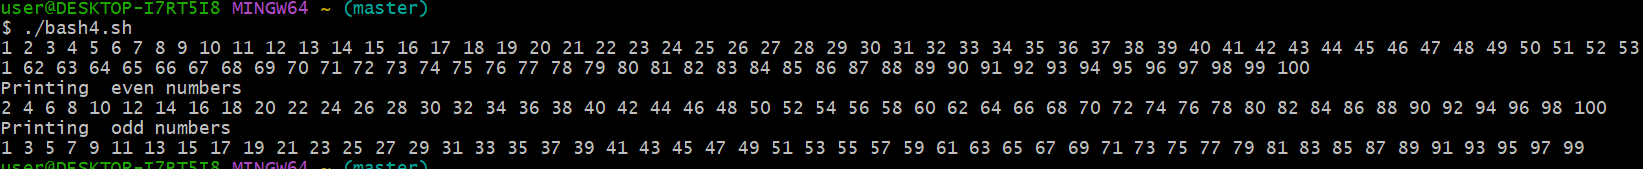 user@DESKTOP-I7RT5I8 MINGW64 ~ (master)
$ ./bash4.sh
1 2 3 4 5 6 7 8 9 10 11 12 13 14 15 16 17 18 19 20 21 22 23 24 25 26 27 28 29 30 31 32 33 34 35 36 37 38 39 40 41 42 43 44 45 46 47 48 49 50 51 52 53
1 62 63 64 65 66 67 68 69 70 71 72 73 74 75 76 77 78 79 80 81 82 83 84 85 86 87 88 89 90 91 92 93 94 95 96 97 98 99 100
Printing  even numbers
2 4 6 8 10 12 14 16 18 20 22 24 26 28 30 32 34 36 38 40 42 44 46 48 50 52 54 56 58 60 62 64 66 68 70 72 74 76 78 80 82 84 86 88 90 92 94 96 98 100
Printing  odd numbers
1 3 5 7 9 11 13 15 17 19 21 23 25 27 29 31 33 35 37 39 41 43 45 47 49 51 53 55 57 59 61 63 65 67 69 71 73 75 77 79 81 83 85 87 89 91 93 95 97 99
user@DESKTOP-I7RT5I8 MINGW64 ~ (master)